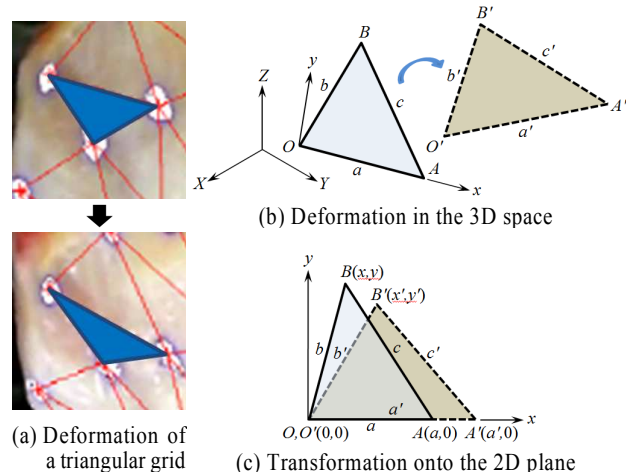 B
B'
y
Z
b
c
b'
c'
O
A'
a'
O'
a
A
X
Y
x
(b) Deformation in the 3D space
y
B(x,y)
B'(x',y')
b
b'
c
c'
a'
x
O,O'(0,0)
a
A(a,0)
A'(a',0)
(a) Deformation of
a triangular grid
(c) Transformation onto the 2D plane